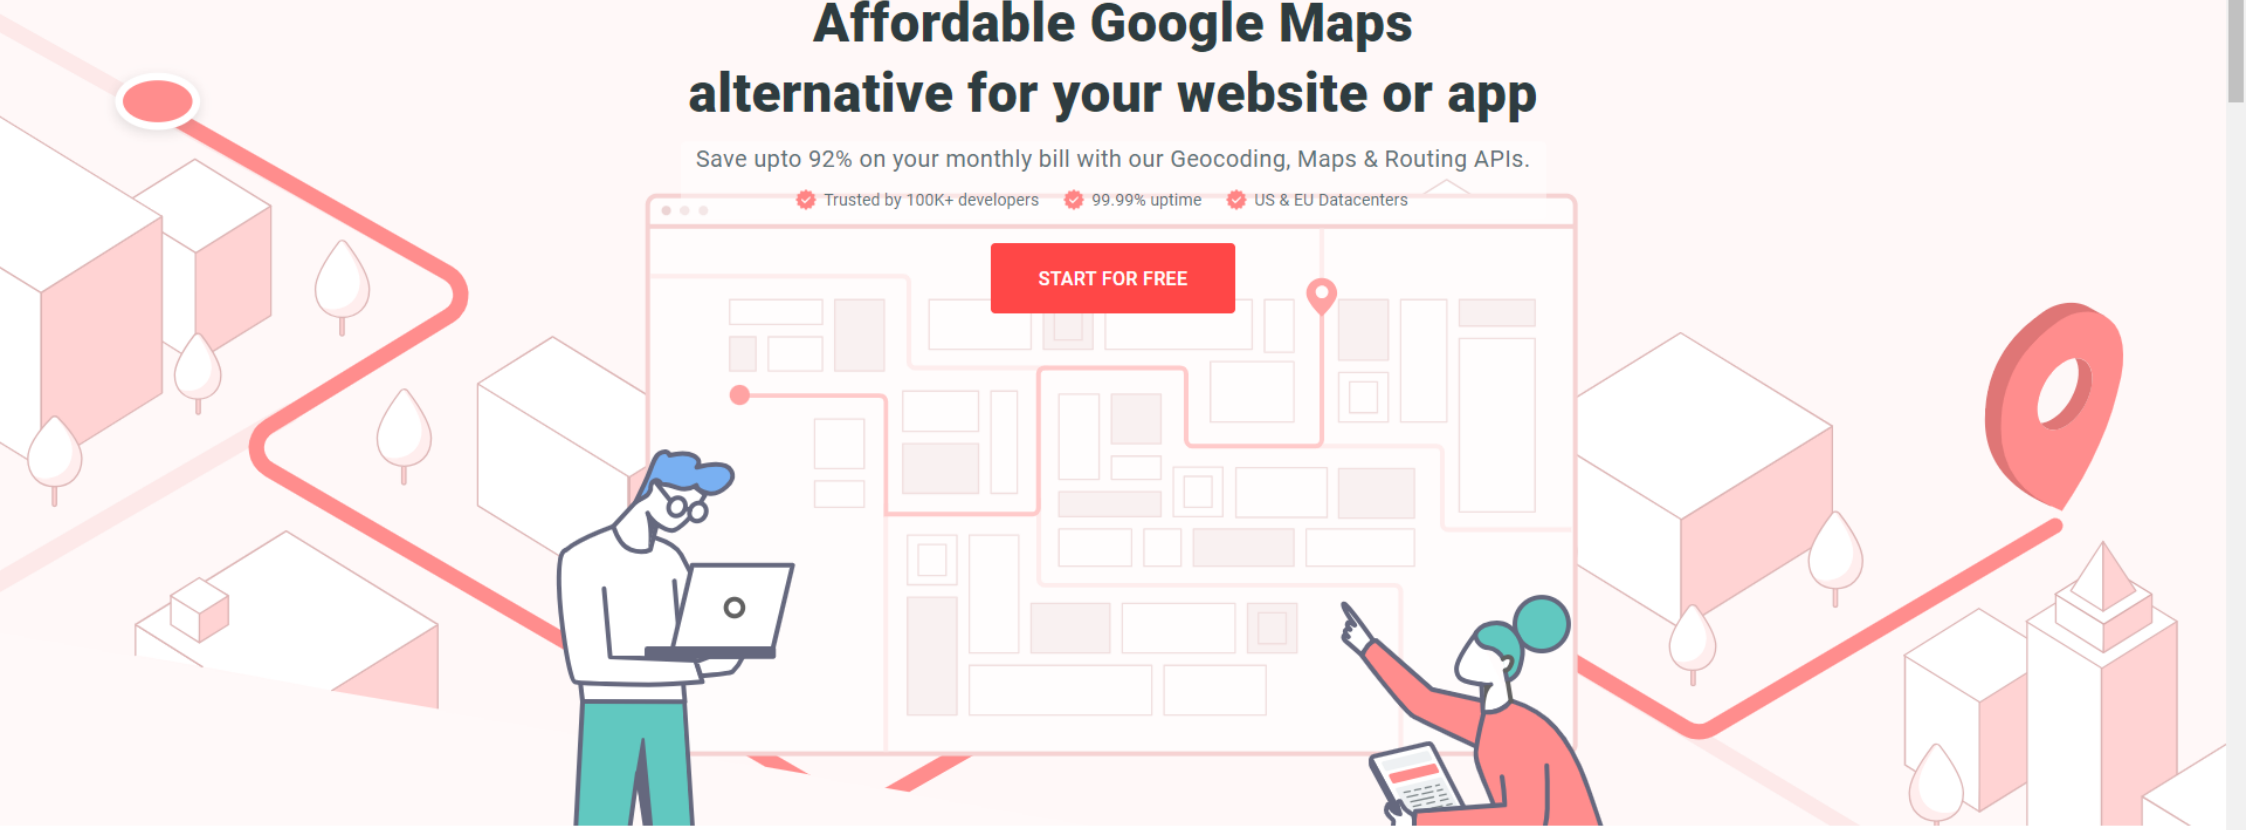 Affordable Google Maps
alternative for your website or app
Save upto 92% on your monthly bill with our Geocoding, Maps & Routing APIs.
Trusted by 100K+ developers 99.99% uptime US & EU Datacenters
START FOR FREE